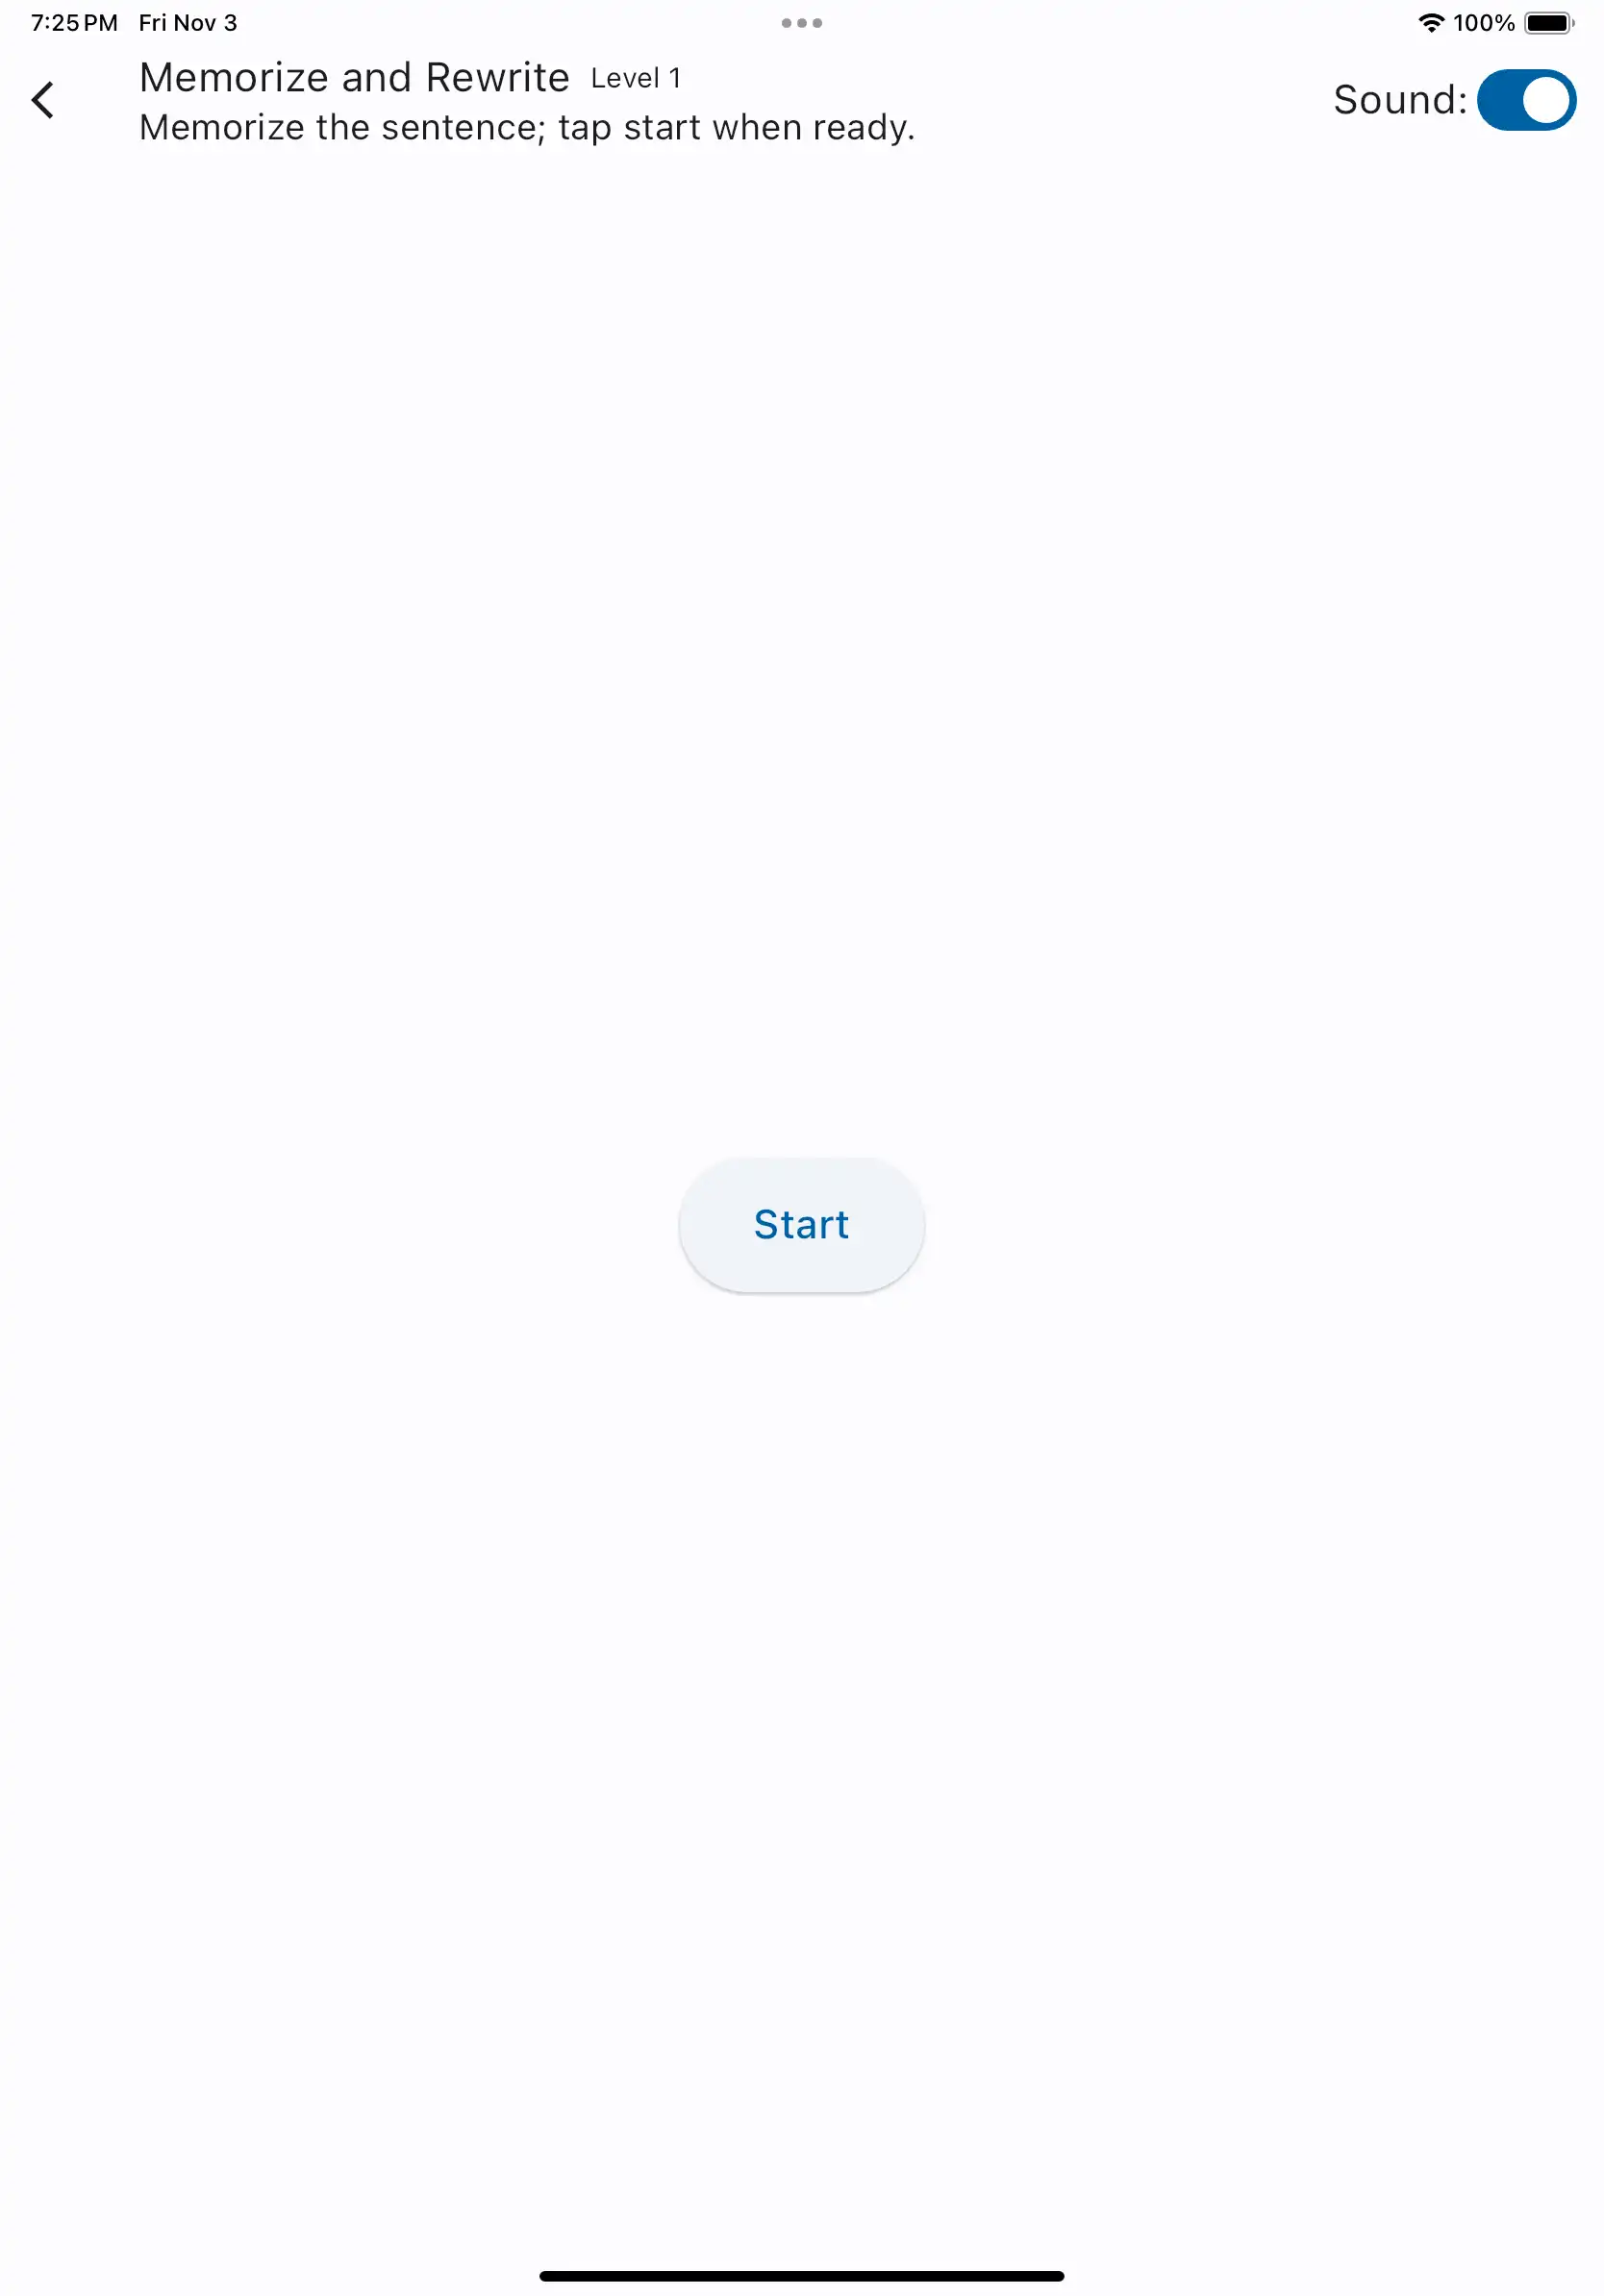 7:25 PM Fri Nov 3
100%
Memorize and Rewrite Level 1
Memorize the sentence; tap start when ready.
Sound:
Start